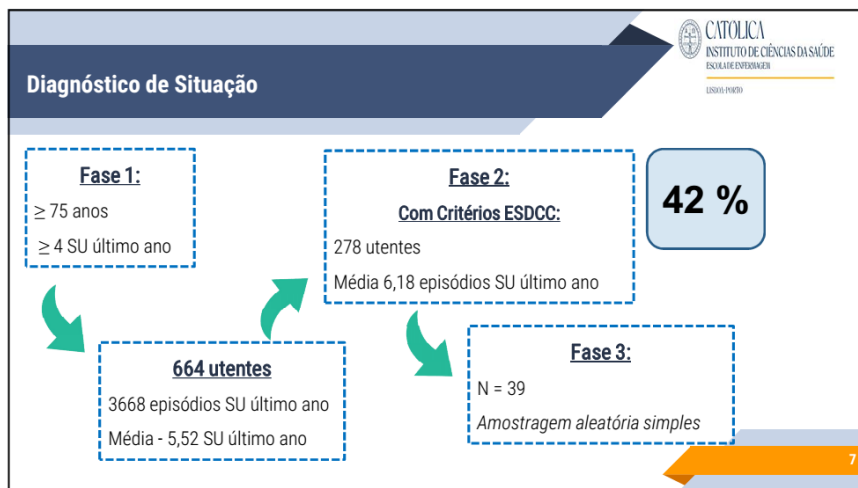 CATOLICA
INSTITUTO DE CIÊNCIAS DA SAÚDE
ESCOLA DE ENFERMAGEM
LISBOA·PORTO
Diagnóstico de Situação
Fase 1:
≥ 75 anos
≥ 4 SU último ano
664 utentes
3668 episódios SU último ano
Média - 5,52 SU último ano
Fase 2:
Com Critérios ESDCC:
278 utentes
Média 6,18 episódios SU último ano
42 %
Fase 3:
N = 39
Amostragem aleatória simples
7